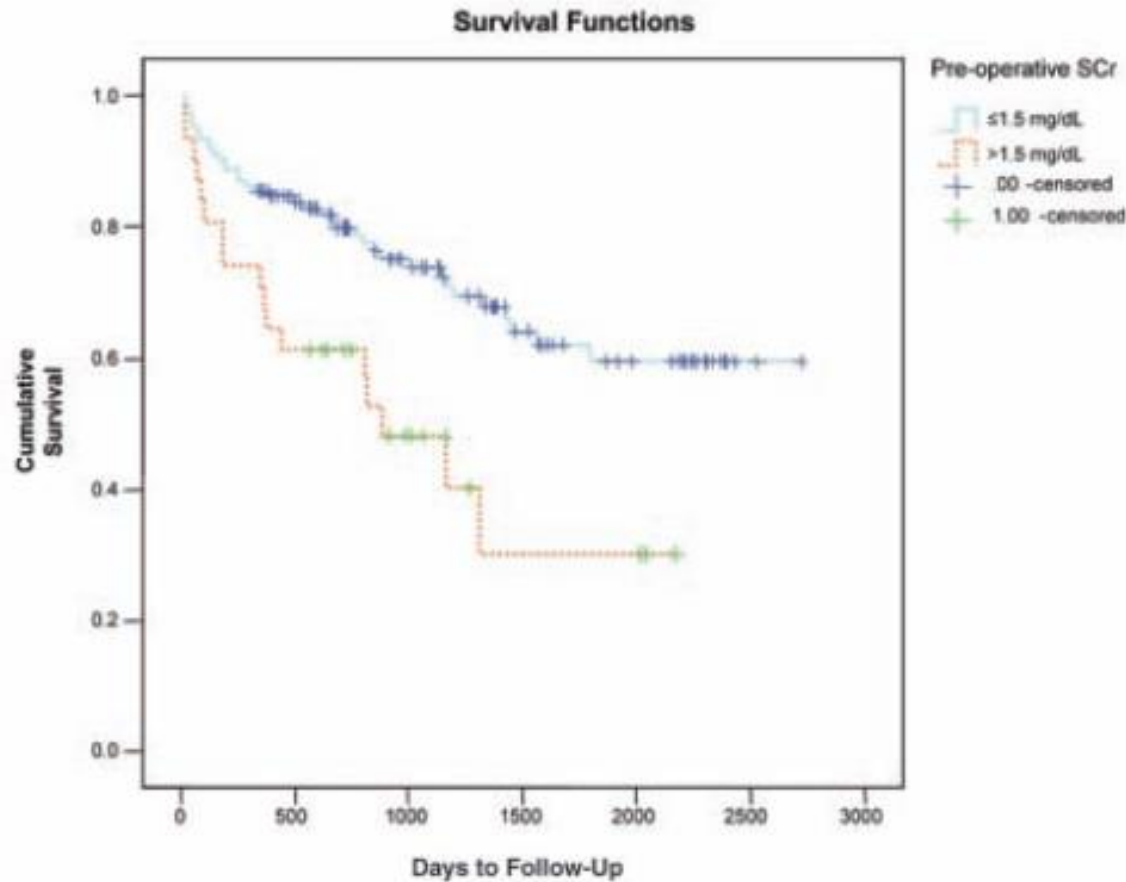 Survival Functions
Pre-operative SCr
≤1.5 mg/dL
>1.5 mg/dL
.00 -censored
1.00 -censored
Cumulative
Survival
1.0
0.8
0.6
0.4
0.2
0.0
0 500 1000 1500 2000 2500 3000
Days to Follow-Up